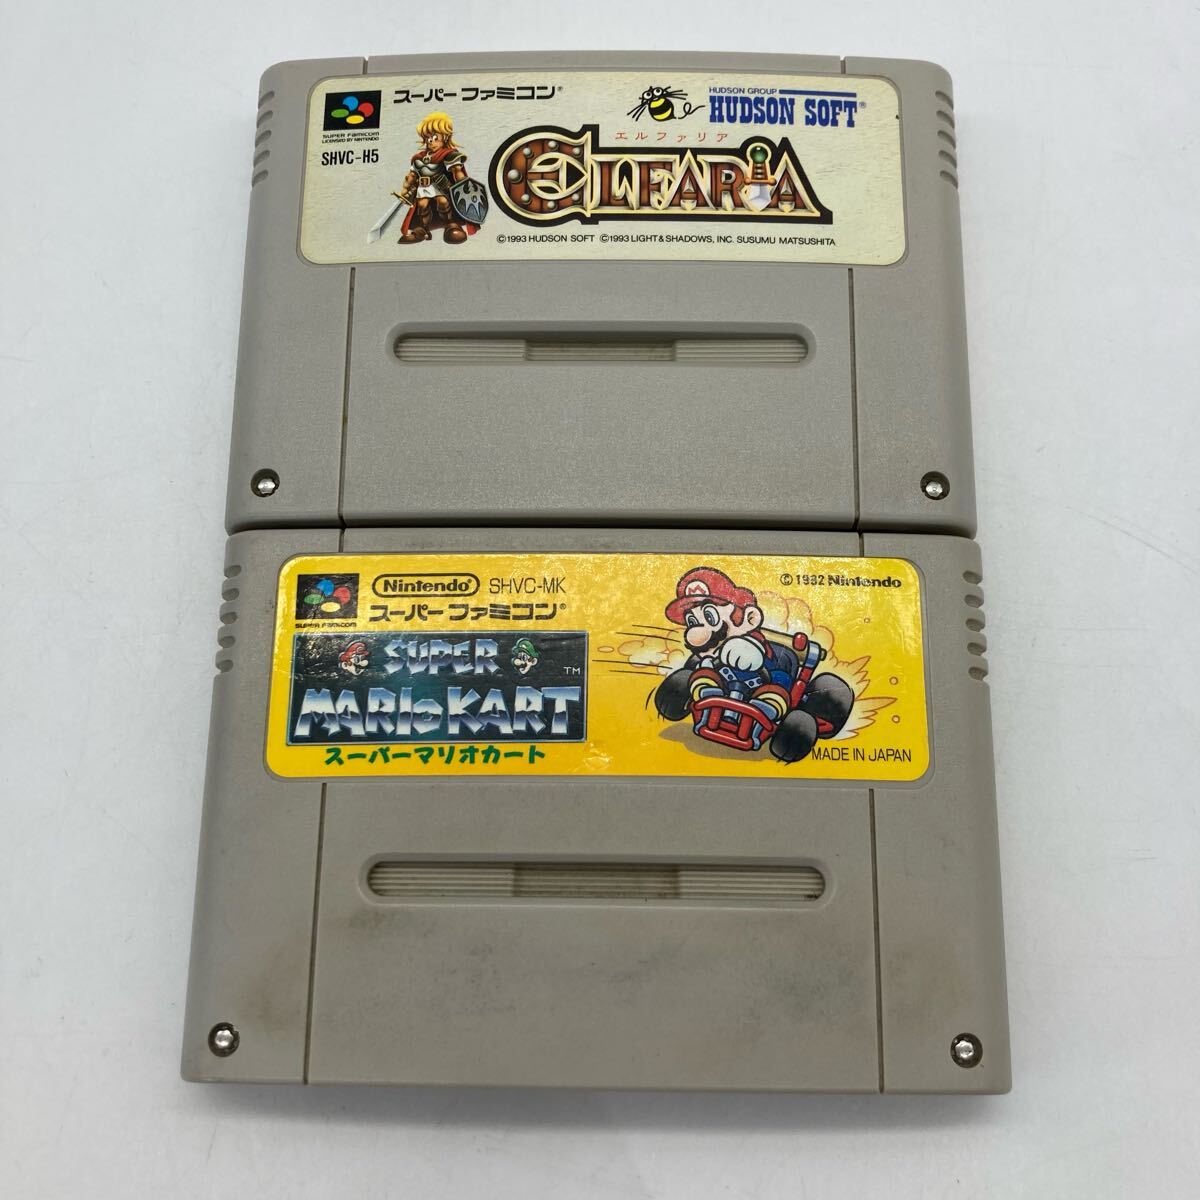 スーパーファミコン®
HUDSON GROUP
HUDSON SOFT®
SUPER FAMICOM
LICENSED BY NINTENDO
SHVC-H5
エルファリア
ELFARIA
©1993 HUDSON SOFT ©1993 LIGHT & SHADOWS, INC. SUSUMU MATSUSHITA
Nintendo® SHVC-MK
スーパーファミコン®
SUPER FAMICOM
©1992 Nintendo
SUPER
MARIO KART TM
スーパーマリオカート
M
MADE IN JAPAN